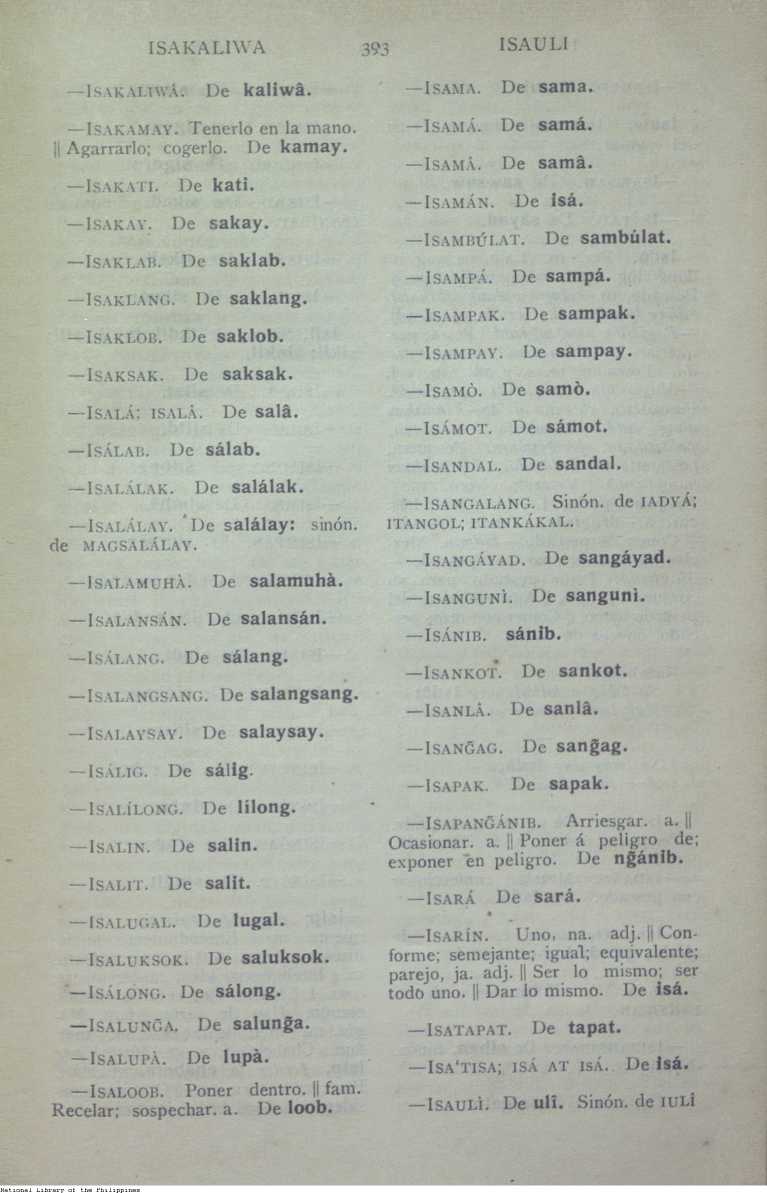 ISAKALIWA 393 ISAULI
—ISAKALIWÁ. De kaliwâ.
—ISAKAMAY. Tenerlo en la mano.
|| Agarrarlo; cogerlo. De kamay.
—ISAKATI. De kati.
—ISAKAY. De sakay.
—ISAKLAB. De saklab.
—ISAKLANG. De saklang.
—ISAKLOB. De saklob.
—ISAKSAK. De saksak.
—ISALÁ; ISALÂ. De salâ.
—ISÁLAB. De sálab.
—ISALÁLAK. De salálak.
—ISALÁLAY. De salálay: sinón.
de MAGSALÁLAY.
—ISALAMUHÀ. De salamuhà.
—ISALANSÁN. De salansán.
—ISÁLANG. De sálang.
—ISALANGSANG. De salangsang.
—ISALAYSAY. De salaysay.
—ISÁLIG. De sálig.
—ISALÍLONG. De lílong.
—ISALIN. De salin.
—ISALIT. De salit.
—ISALUGAL. De lugal.
—ISALUKSOK. De saluksok.
—ISÁLONG. De sálong.
—ISALUNG̃A. De salung̃a.
—ISALUPÀ. De lupà.
—ISALOOB. Poner dentro. || fam.
Recelar; sospechar. a. De loob.
—ISAMA. De sama.
—ISAMÁ. De samá.
—ISAMÂ. De samâ.
—ISAMÁN. De isá.
—ISAMBÚLAT. De sambúlat.
—ISAMPÁ. De sampá.
—ISAMPAK. De sampak.
—ISAMPAY. De sampay.
—ISAMÒ. De samò.
—ISÁMOT. De sámot.
—ISANDAL. De sandal.
—ISANGALANG. Sinón. de IADYÁ;
ITANGOL; ITANKÁKAL.
—ISANGÁYAD. De sangáyad.
—ISANGUNÌ. De sangunì.
—ISÁNIB. sánib.
—ISANKOT. De sankot.
—ISANLÂ. De sanlâ.
—ISANG̃AG. De sang̃ag.
—ISAPAK. De sapak.
—ISAPANG̃ÁNIB. Arriesgar. a. ||
Ocasionar. a. || Poner á peligro de;
exponer en peligro. De ng̃ánib.
—ISARÁ De sará.
—ISARÍN. Uno, na. adj. || Con-
forme; semejante; igual; equivalente;
parejo, ja. adj. || Ser lo mismo; ser
todo uno. || Dar lo mismo. De isá.
—ISATAPAT. De tapat.
—ISA'TISA; ISÁ AT ISÁ. De isá.
—ISAULÌ. De ulî. Sinón. de IULÌ
National Library of the Philippines